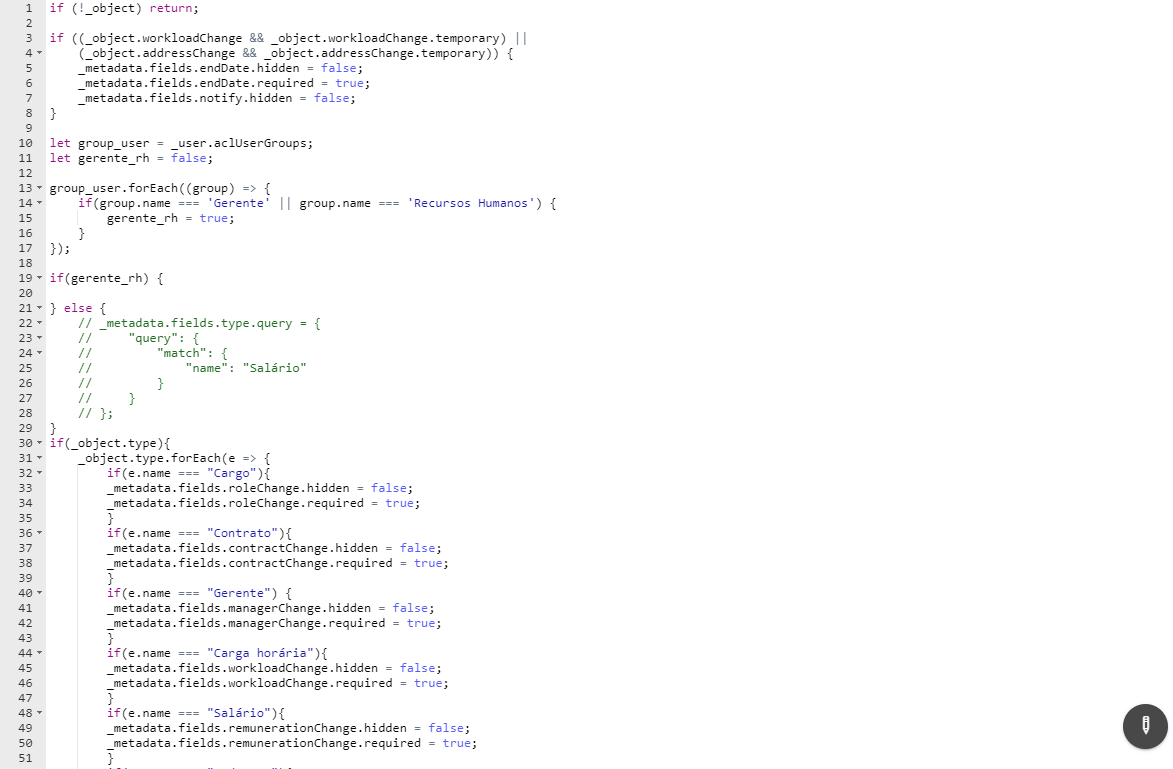 1 if (!_object) return;
2
3 if ((_object.workloadChange && _object.workloadChange.temporary) ||
4     (_object.addressChange && _object.addressChange.temporary)) {
5     _metadata.fields.endDate.hidden = false;
6     _metadata.fields.endDate.required = true;
7     _metadata.fields.notify.hidden = false;
8 }
9
10 let group_user = _user.aclUserGroups;
11 let gerente_rh = false;
12
13 group_user.forEach((group) => {
14     if(group.name === 'Gerente' || group.name === 'Recursos Humanos') {
15         gerente_rh = true;
16     }
17 });
18
19 if(gerente_rh) {
20
21 } else {
22     // _metadata.fields.type.query = {
23     //     "query": {
24     //         "match": {
25     //             "name": "Salário"
26     //         }
27     //     }
28     // };
29 }
30 if(_object.type){
31     _object.type.forEach(e => {
32         if(e.name === "Cargo"){
33         _metadata.fields.roleChange.hidden = false;
34         _metadata.fields.roleChange.required = true;
35         }
36         if(e.name === "Contrato"){
37         _metadata.fields.contractChange.hidden = false;
38         _metadata.fields.contractChange.required = true;
39         }
40         if(e.name === "Gerente") {
41         _metadata.fields.managerChange.hidden = false;
42         _metadata.fields.managerChange.required = true;
43         }
44         if(e.name === "Carga horária"){
45         _metadata.fields.workloadChange.hidden = false;
46         _metadata.fields.workloadChange.required = true;
47         }
48         if(e.name === "Salário"){
49         _metadata.fields.remunerationChange.hidden = false;
50         _metadata.fields.remunerationChange.required = true;
51         }